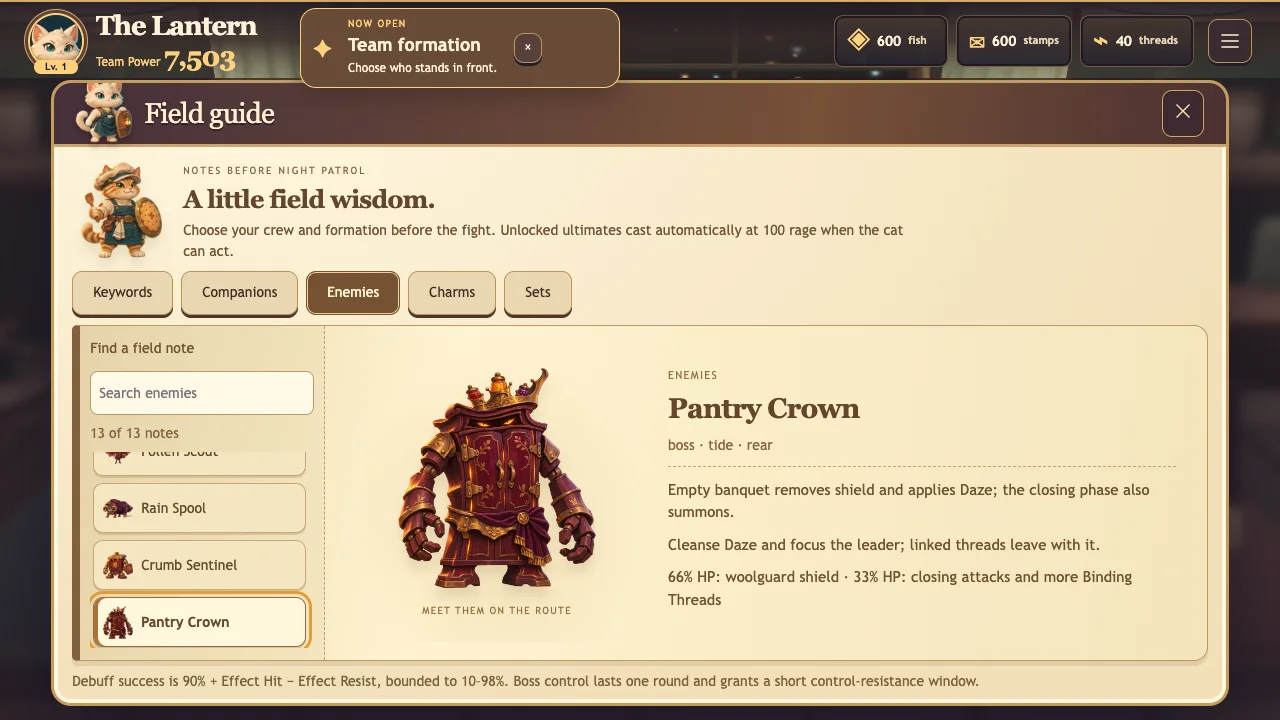 The Lantern
Team Power 7,503
Lv. 1
NOW OPEN
Team formation
Choose who stands in front.
×
600 fish
600 stamps
40 threads
Field guide
NOTES BEFORE NIGHT PATROL
A little field wisdom.
Choose your crew and formation before the fight. Unlocked ultimates cast automatically at 100 rage when the cat
can act.
Keywords
Companions
Enemies
Charms
Sets
Find a field note
Search enemies
13 of 13 notes
Pollen Scout
Rain Spool
Crumb Sentinel
Pantry Crown
MEET THEM ON THE ROUTE
ENEMIES
Pantry Crown
boss · tide · rear
Empty banquet removes shield and applies Daze; the closing phase also
summons.
Cleanse Daze and focus the leader; linked threads leave with it.
66% HP: woolguard shield · 33% HP: closing attacks and more Binding
Threads
Debuff success is 90% + Effect Hit − Effect Resist, bounded to 10–98%. Boss control lasts one round and grants a short control-resistance window.